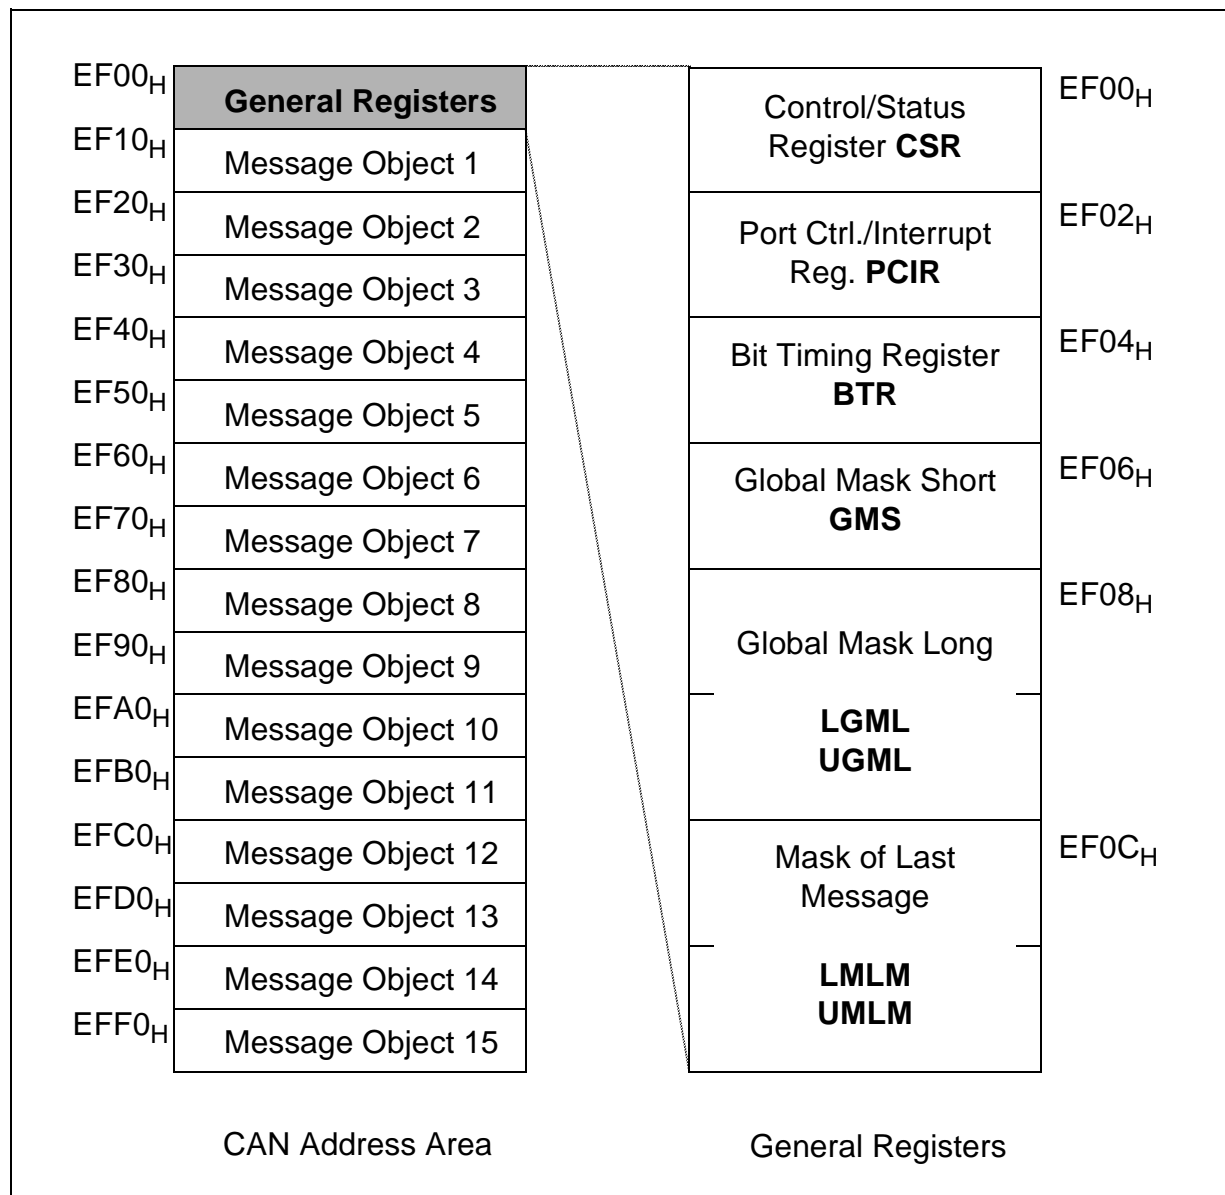 EF00H
General Registers
EF10H
Message Object 1
EF20H
Message Object 2
EF30H
Message Object 3
EF40H
Message Object 4
EF50H
Message Object 5
EF60H
Message Object 6
EF70H
Message Object 7
EF80H
Message Object 8
EF90H
Message Object 9
EFA0H
Message Object 10
EFB0H
Message Object 11
EFC0H
Message Object 12
EFD0H
Message Object 13
EFE0H
Message Object 14
EFF0H
Message Object 15
CAN Address Area
Control/Status
Register CSR
EF00H
Port Ctrl./Interrupt
Reg. PCIR
EF02H
Bit Timing Register
BTR
EF04H
Global Mask Short
GMS
EF06H
Global Mask Long
EF08H
LGML
UGML
Mask of Last
Message
EF0CH
LMLM
UMLM
General Registers